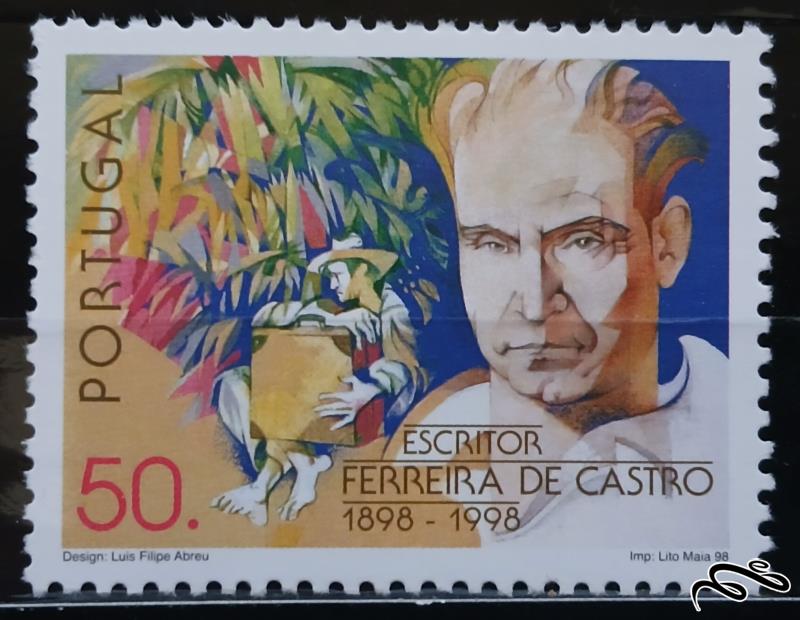 PORTUGAL
50.
ESCRITOR
FERREIRA DE CASTRO
1898 - 1998
Design: Luis Filipe Abreu
Imp: Lito Maia 98